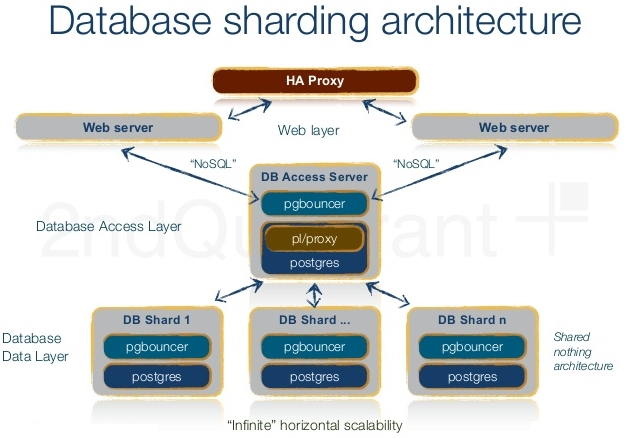 Database sharding architecture
HA Proxy
Web server
Web layer
Web server
"NoSQL"
"NoSQL"
DB Access Server
pgbouncer
Database Access Layer
2ndQuadrant
pl/proxy
postgres
DB Shard 1
DB Shard ...
DB Shard n
Database
Data Layer
pgbouncer
pgbouncer
pgbouncer
Shared
nothing
architecture
postgres
postgres
postgres
"Infinite" horizontal scalability